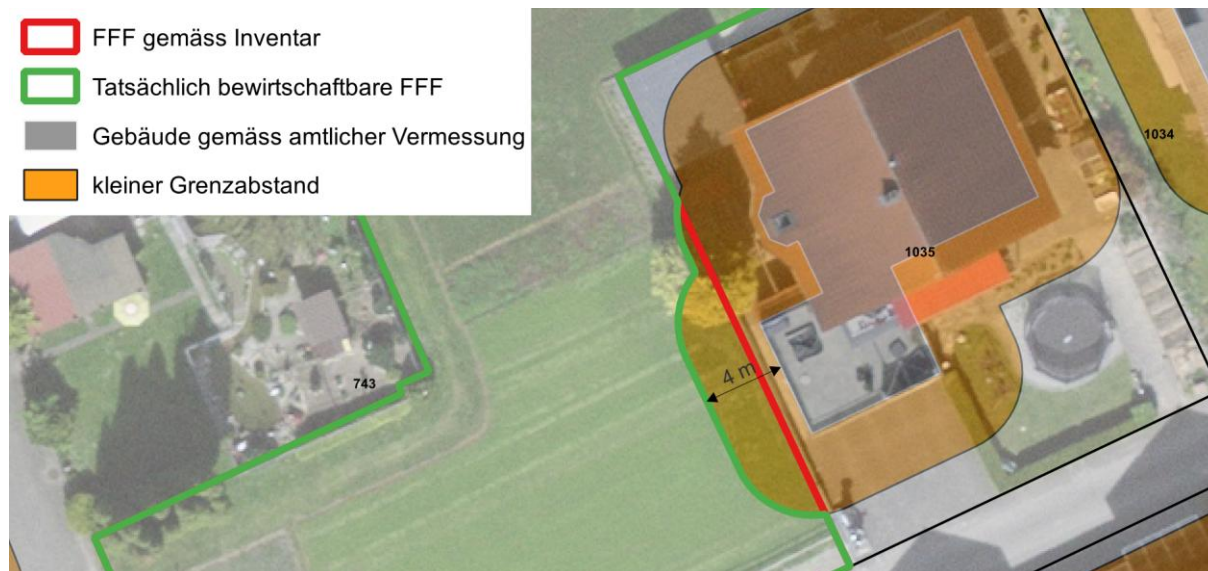 FFF gemäss Inventar
Tatsächlich bewirtschaftbare FFF
Gebäude gemäss amtlicher Vermessung
kleiner Grenzabstand
1034
1035
743
4 m